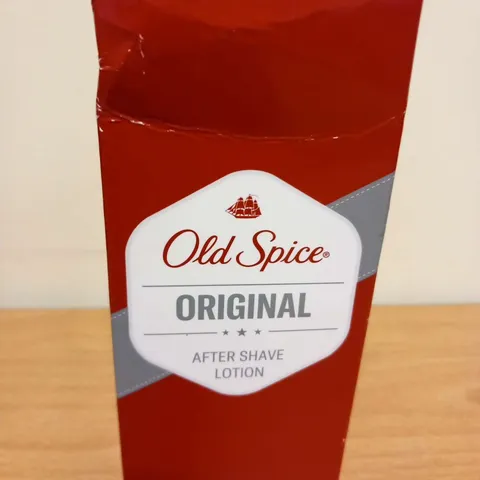 Old Spice®
ORIGINAL
AFTER SHAVE
LOTION